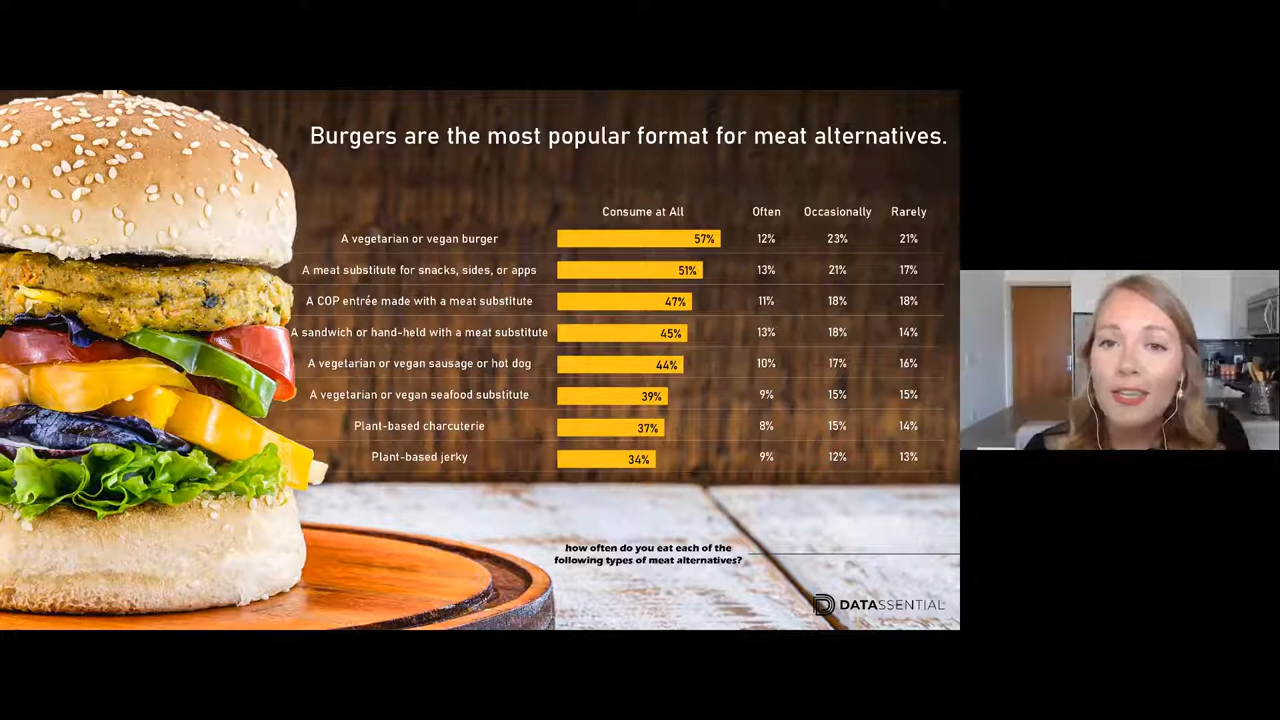 Burgers are the most popular format for meat alternatives.
Consume at All Often Occasionally Rarely
A vegetarian or vegan burger 57% 12% 23% 21%
A meat substitute for snacks, sides, or apps 51% 13% 21% 17%
A COP entrée made with a meat substitute 47% 11% 18% 18%
A sandwich or hand-held with a meat substitute 45% 13% 18% 14%
A vegetarian or vegan sausage or hot dog 44% 10% 17% 16%
A vegetarian or vegan seafood substitute 39% 9% 15% 15%
Plant-based charcuterie 37% 8% 15% 14%
Plant-based jerky 34% 9% 12% 13%
how often do you eat each of the
following types of meat alternatives?
DATASSENTIAL